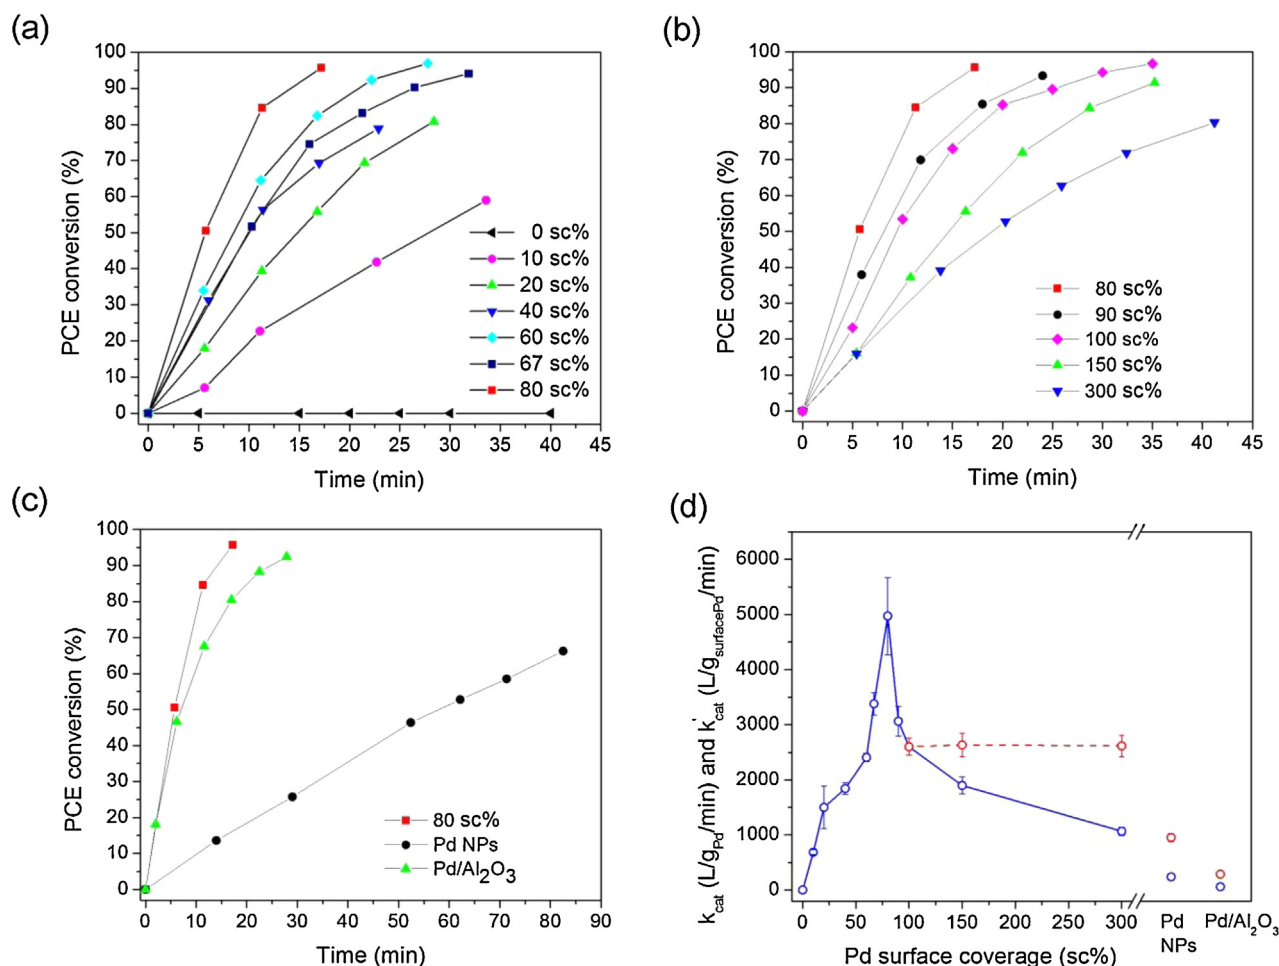 (a)
PCE conversion (%)
100
90
80
70
60
50
40
30
20
10
0
0 sc%
10 sc%
20 sc%
40 sc%
60 sc%
67 sc%
80 sc%
0 5 10 15 20 25 30 35 40 45
Time (min)
(b)
PCE conversion (%)
100
90
80
70
60
50
40
30
20
10
0
80 sc%
90 sc%
100 sc%
150 sc%
300 sc%
0 5 10 15 20 25 30 35 40 45
Time (min)
(c)
PCE conversion (%)
100
90
80
70
60
50
40
30
20
10
0
80 sc%
Pd NPs
Pd/Al₂O₃
0 10 20 30 40 50 60 70 80 90
Time (min)
(d)
k_cat (L/g_Pd/min) and k'_cat (L/g_surfacePd/min)
6000
5000
4000
3000
2000
1000
0
0 50 100 150 200 250 300 Pd Pd/Al₂O₃
NPs
Pd surface coverage (sc%)